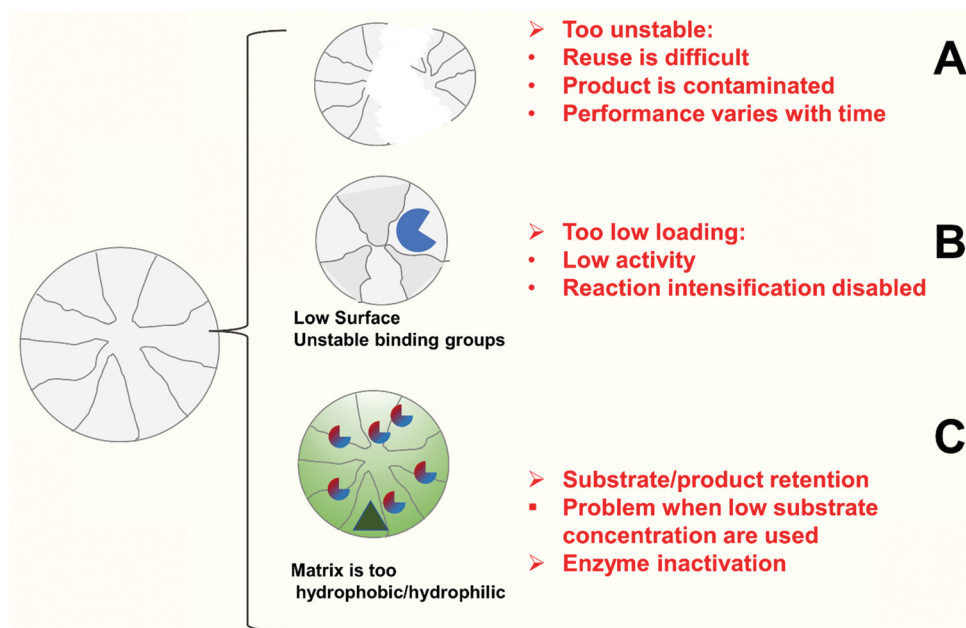 ➢ Too unstable:
• Reuse is difficult
• Product is contaminated
• Performance varies with time
A
Low Surface
Unstable binding groups
➢ Too low loading:
• Low activity
• Reaction intensification disabled
B
Matrix is too
hydrophobic/hydrophilic
➢ Substrate/product retention
▪ Problem when low substrate
concentration are used
➢ Enzyme inactivation
C